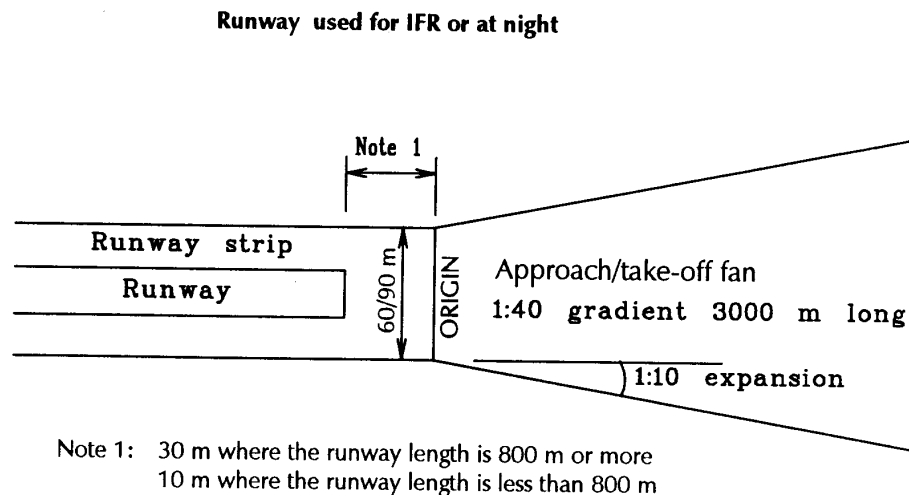 Runway used for IFR or at night
Note 1
Runway strip
Runway
60/90 m
ORIGIN
Approach/take-off fan
1:40 gradient 3000 m long
1:10 expansion
Note 1: 30 m where the runway length is 800 m or more
10 m where the runway length is less than 800 m